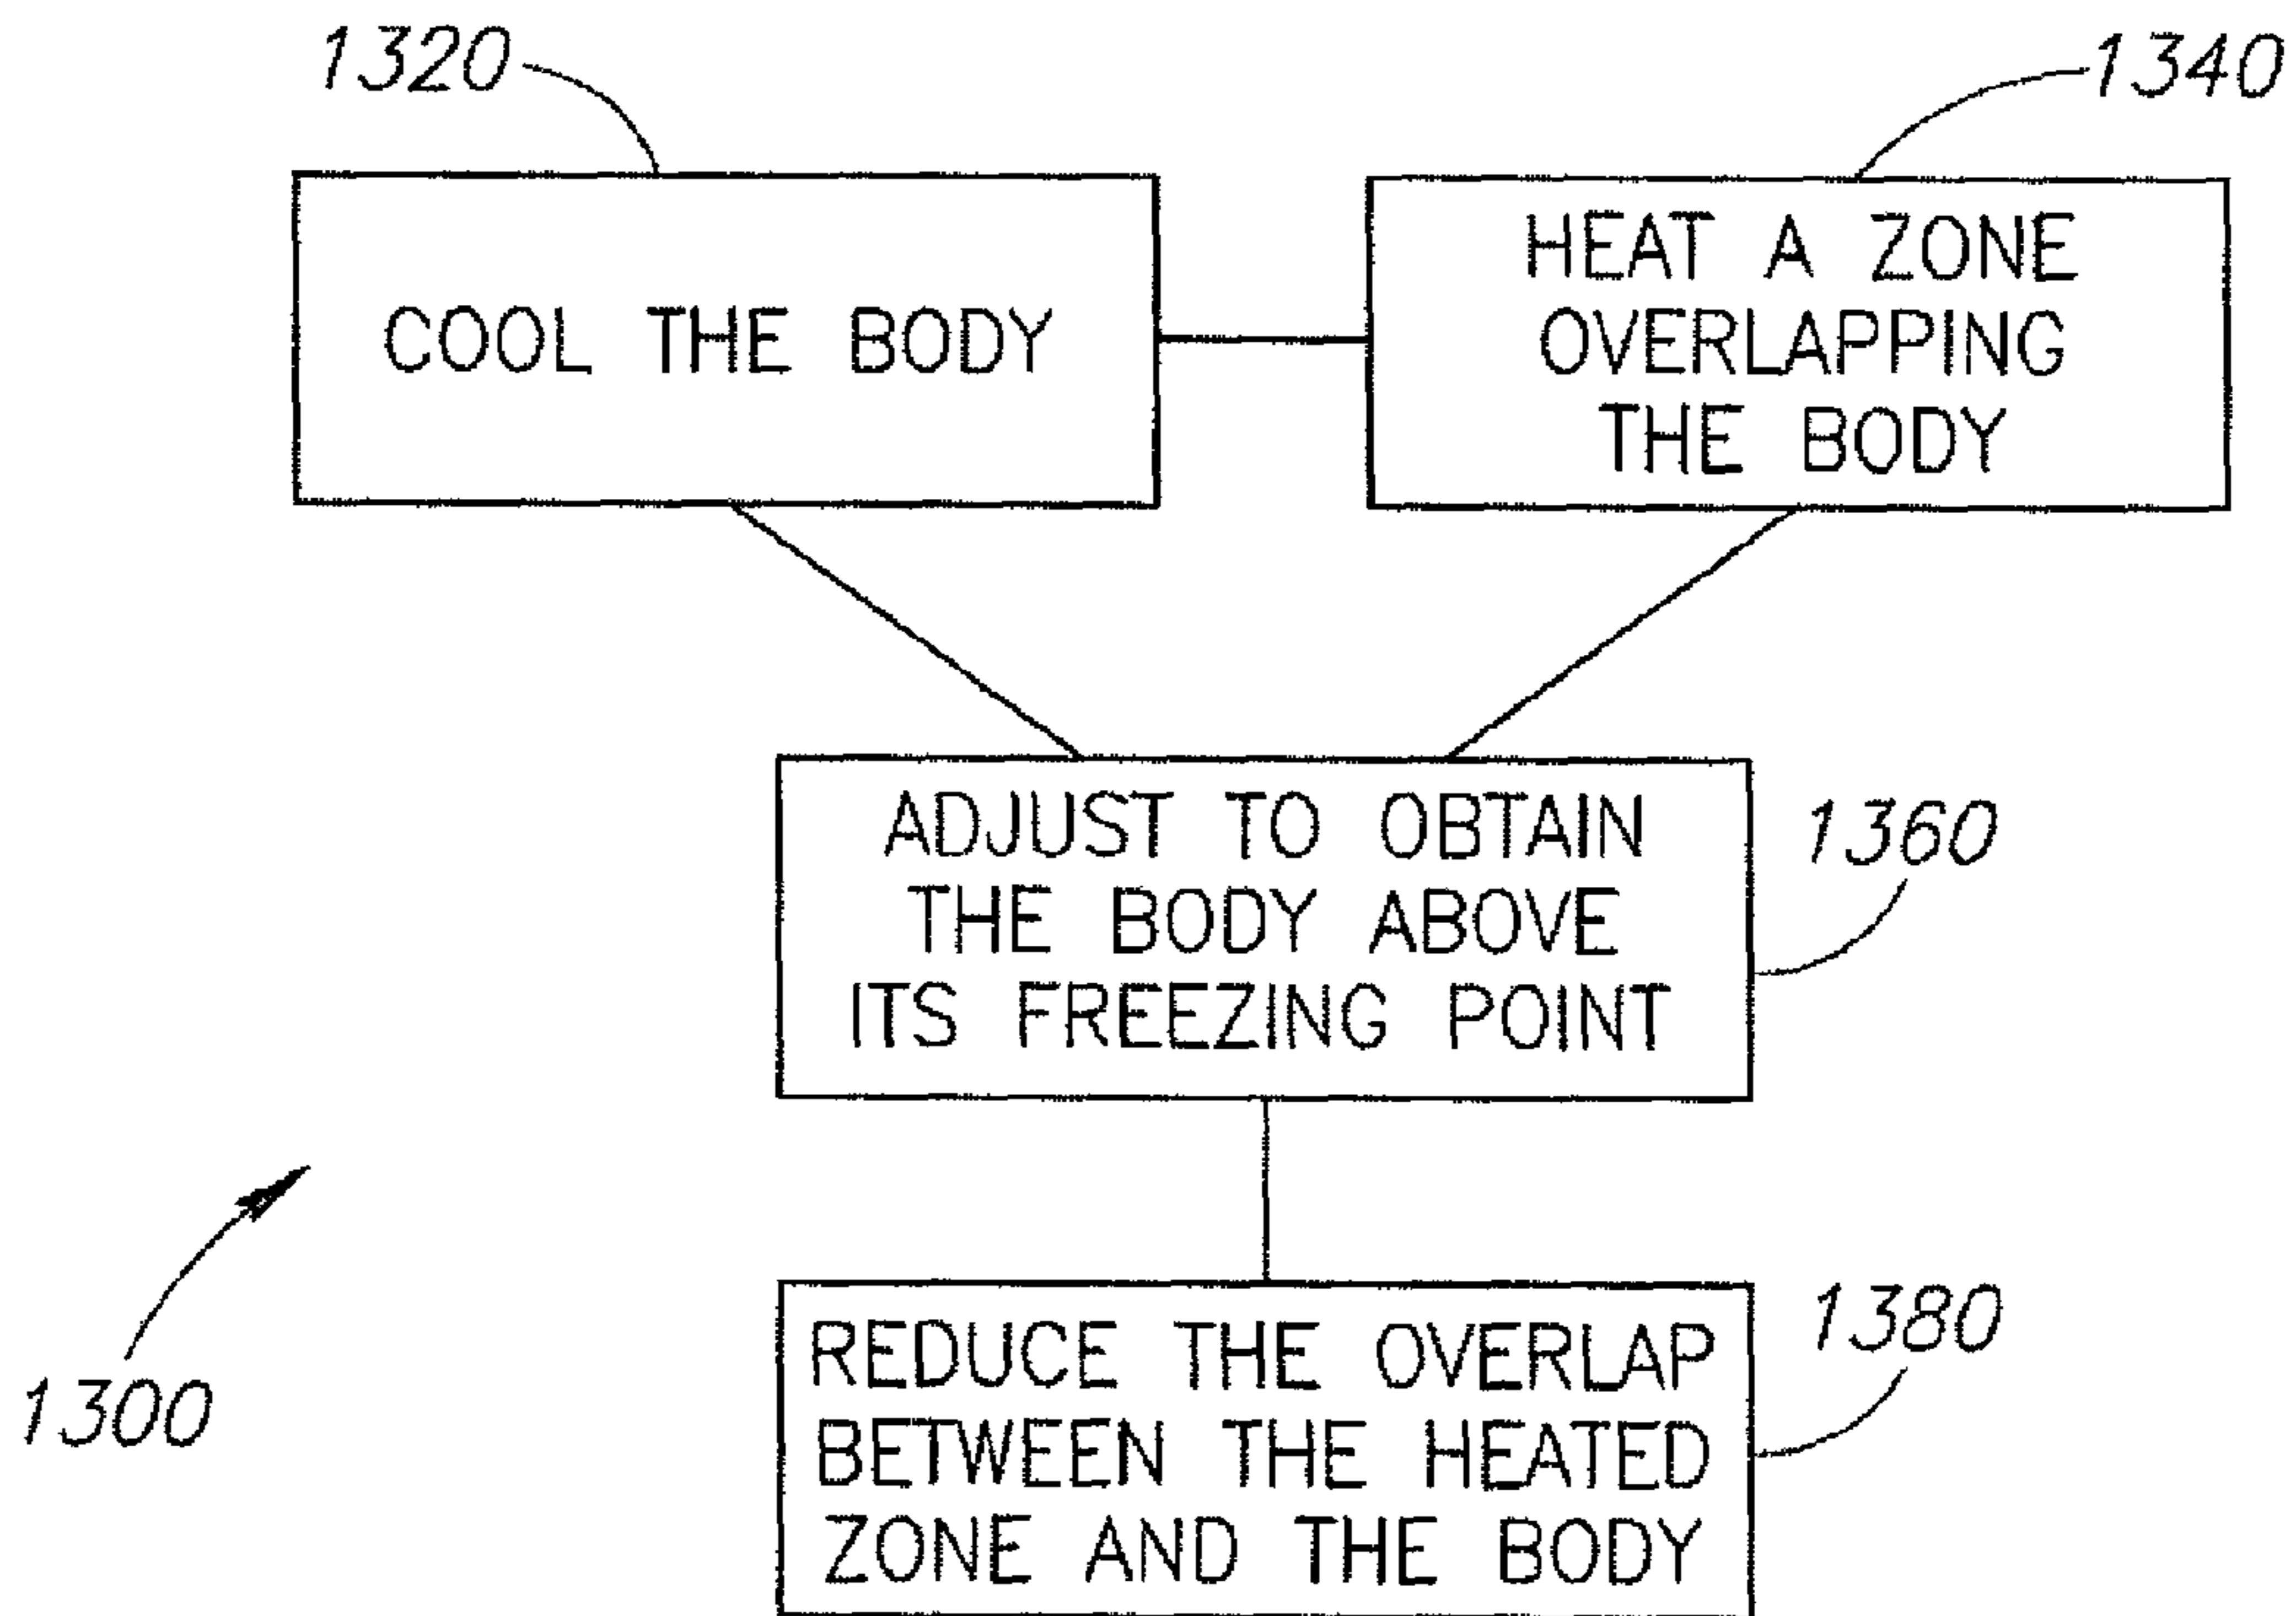 1320
1340
COOL THE BODY
HEAT A ZONE
OVERLAPPING
THE BODY
ADJUST TO OBTAIN
THE BODY ABOVE
ITS FREEZING POINT
1360
REDUCE THE OVERLAP
BETWEEN THE HEATED
ZONE AND THE BODY
1380
1300